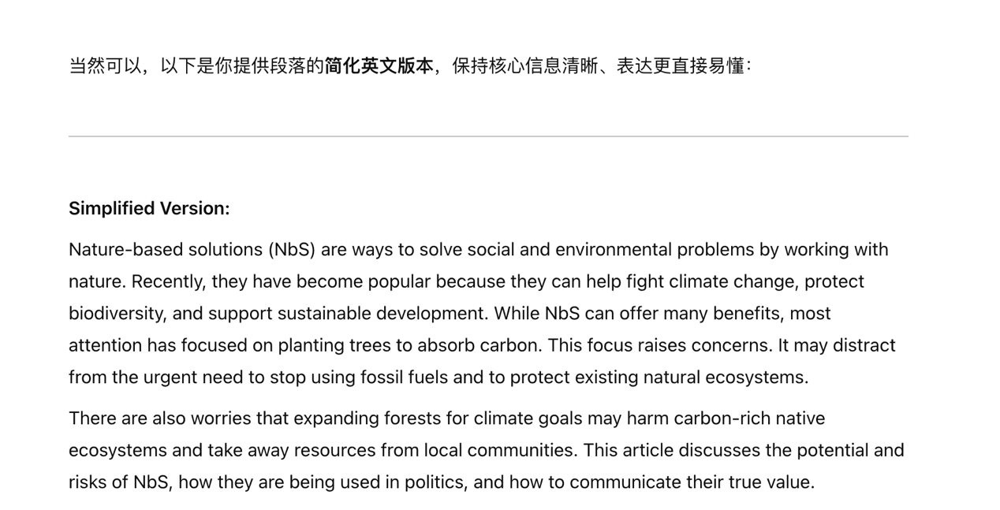 当然可以，以下是你提供段落的简化英文版本，保持核心信息清晰、表达更直接易懂：
Simplified Version:
Nature-based solutions (NbS) are ways to solve social and environmental problems by working with
nature. Recently, they have become popular because they can help fight climate change, protect
biodiversity, and support sustainable development. While NbS can offer many benefits, most
attention has focused on planting trees to absorb carbon. This focus raises concerns. It may distract
from the urgent need to stop using fossil fuels and to protect existing natural ecosystems.
There are also worries that expanding forests for climate goals may harm carbon-rich native
ecosystems and take away resources from local communities. This article discusses the potential and
risks of NbS, how they are being used in politics, and how to communicate their true value.